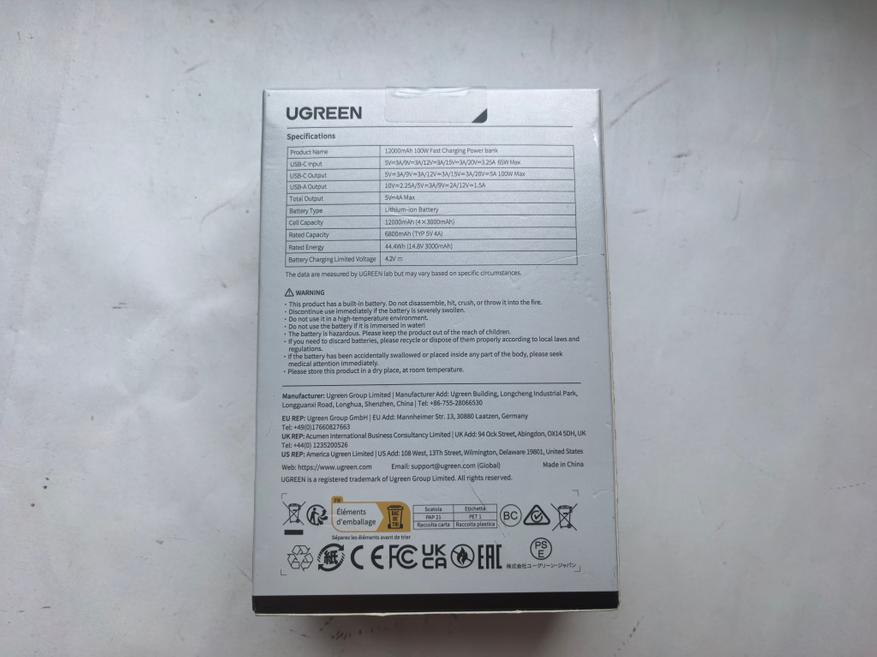 UGREEN
Specifications
Product Name 12000mAh 100W Fast Charging Power bank
USB-C Input 5V⎓3A/9V⎓3A/12V⎓3A/15V⎓3A/20V⎓3.25A 65W Max
USB-C Output 5V⎓3A/9V⎓3A/12V⎓3A/15V⎓3A/20V⎓5A 100W Max
USB-A Output 10V⎓2.25A/5V⎓3A/9V⎓2A/12V⎓1.5A
Total Output 5V⎓4A Max
Battery Type Lithium-ion Battery
Cell Capacity 12000mAh (4×3000mAh)
Rated Capacity 6800mAh (TYP 5V 4A)
Rated Energy 44.4Wh (14.8V 3000mAh)
Battery Charging Limited Voltage 4.2V ⎓
The data are measured by UGREEN lab but may vary based on specific circumstances.
WARNING
· This product has a built-in battery. Do not disassemble, hit, crush, or throw it into the fire.
· Discontinue use immediately if the battery is severely swollen.
· Do not use it in a high-temperature environment.
· Do not use the battery if it is immersed in water!
· The battery is hazardous. Please keep the product out of the reach of children.
· If you need to discard batteries, please recycle or dispose of them properly according to local laws and
regulations.
· If the battery has been accidentally swallowed or placed inside any part of the body, please seek
medical attention immediately.
· Please store this product in a dry place, at room temperature.
Manufacturer: Ugreen Group Limited | Manufacturer Add: Ugreen Building, Longcheng Industrial Park,
Longguanxi Road, Longhua, Shenzhen, China | Tel: +86-755-28066530
EU REP: Ugreen Group GmbH | EU Add: Mannheimer Str. 13, 30880 Laatzen, Germany
Tel: +49(0)17660827663
UK REP: Acumen International Business Consultancy Limited | UK Add: 94 Ock Street, Abingdon, OX14 5DH, UK
Tel: +44(0) 1235200526
US REP: America Ugreen Limited | US Add: 108 West, 13Th Street, Wilmington, Delaware 19801, United States
Web: https://www.ugreen.com Email: support@ugreen.com (Global) Made in China
UGREEN is a registered trademark of Ugreen Group Limited. All rights reserved.
FR
Éléments
d'emballage
BAC
DE
TRI
Séparez les éléments avant de trier
Scatola Etichetta
PAP 21 PET 1
Raccolta carta Raccolta plastica
BC
紙
CE FC UK
CA
EAC
PS
E
株式会社ユーグリーン・ジャパン